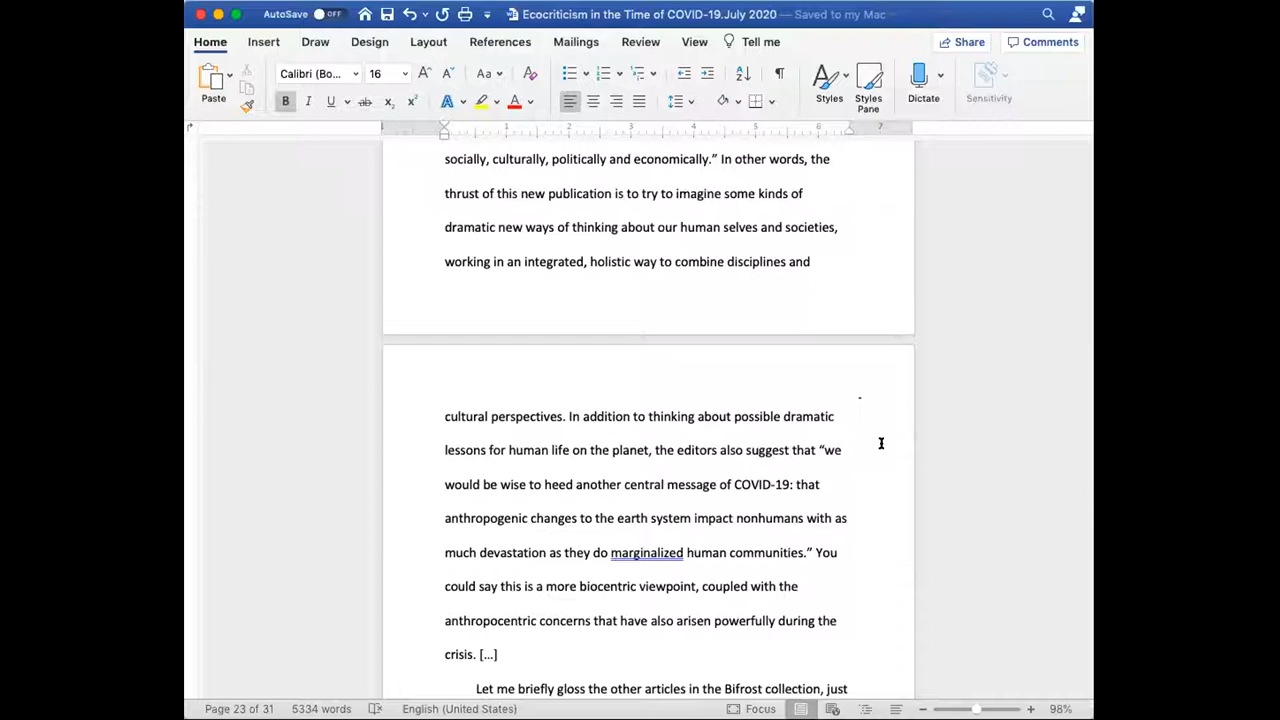 AutoSave OFF Ecocriticism in the Time of COVID-19.July 2020 — Saved to my Mac
Home Insert Draw Design Layout References Mailings Review View Tell me Share Comments
Paste Calibri (Bo... 16 Styles Styles Pane Dictate Sensitivity
1 1 2 3 4 5 6 7
socially, culturally, politically and economically.” In other words, the
thrust of this new publication is to try to imagine some kinds of
dramatic new ways of thinking about our human selves and societies,
working in an integrated, holistic way to combine disciplines and
cultural perspectives. In addition to thinking about possible dramatic
lessons for human life on the planet, the editors also suggest that “we
would be wise to heed another central message of COVID-19: that
anthropogenic changes to the earth system impact nonhumans with as
much devastation as they do marginalized human communities.” You
could say this is a more biocentric viewpoint, coupled with the
anthropocentric concerns that have also arisen powerfully during the
crisis. […]
Let me briefly gloss the other articles in the Bifrost collection, just
Page 23 of 31 5334 words English (United States) Focus 98%